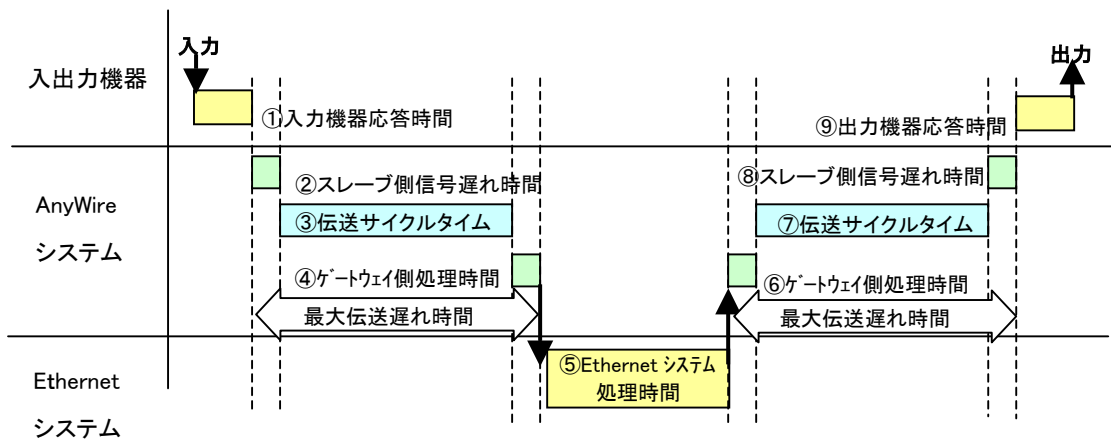 入力
出力
入出力機器
①入力機器応答時間
⑨出力機器応答時間
AnyWire
システム
②スレーブ側信号遅れ時間
⑧スレーブ側信号遅れ時間
③伝送サイクルタイム
⑦伝送サイクルタイム
④ｹﾞｰﾄｳｪｲ側処理時間
⑥ｹﾞｰﾄｳｪｲ側処理時間
最大伝送遅れ時間
最大伝送遅れ時間
Ethernet
システム
⑤Ethernet ｼｽﾃﾑ
処理時間